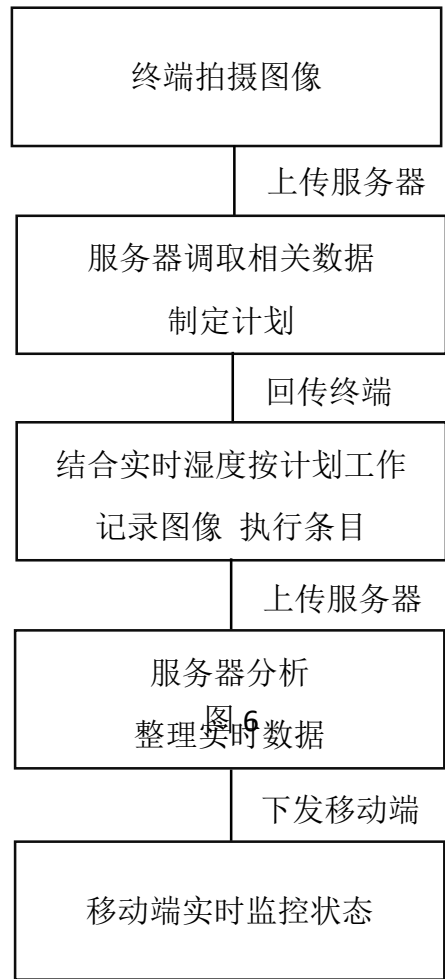 终端拍摄图像
上传服务器
服务器调取相关数据
制定计划
回传终端
结合实时湿度按计划工作
记录图像 执行条目
上传服务器
服务器分析
图 6
整理实时数据
下发移动端
移动端实时监控状态